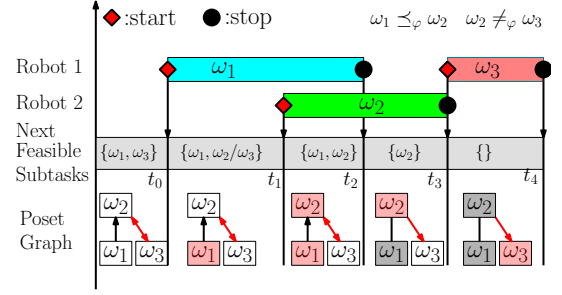 :start :stop ω₁ ⪯ᵩ ω₂ ω₂ ≠ᵩ ω₃
Robot 1 ω₁ ω₃
Robot 2 ω₂
Next
Feasible {ω₁, ω₃} {ω₁, ω₂/ω₃} {ω₁, ω₂} {ω₂} {}
Subtasks t₀ t₁ t₂ t₃ t₄
Poset ω₂ ω₂ ω₂ ω₂ ω₂
Graph ω₁ ω₃ ω₁ ω₃ ω₁ ω₃ ω₁ ω₃ ω₁ ω₃